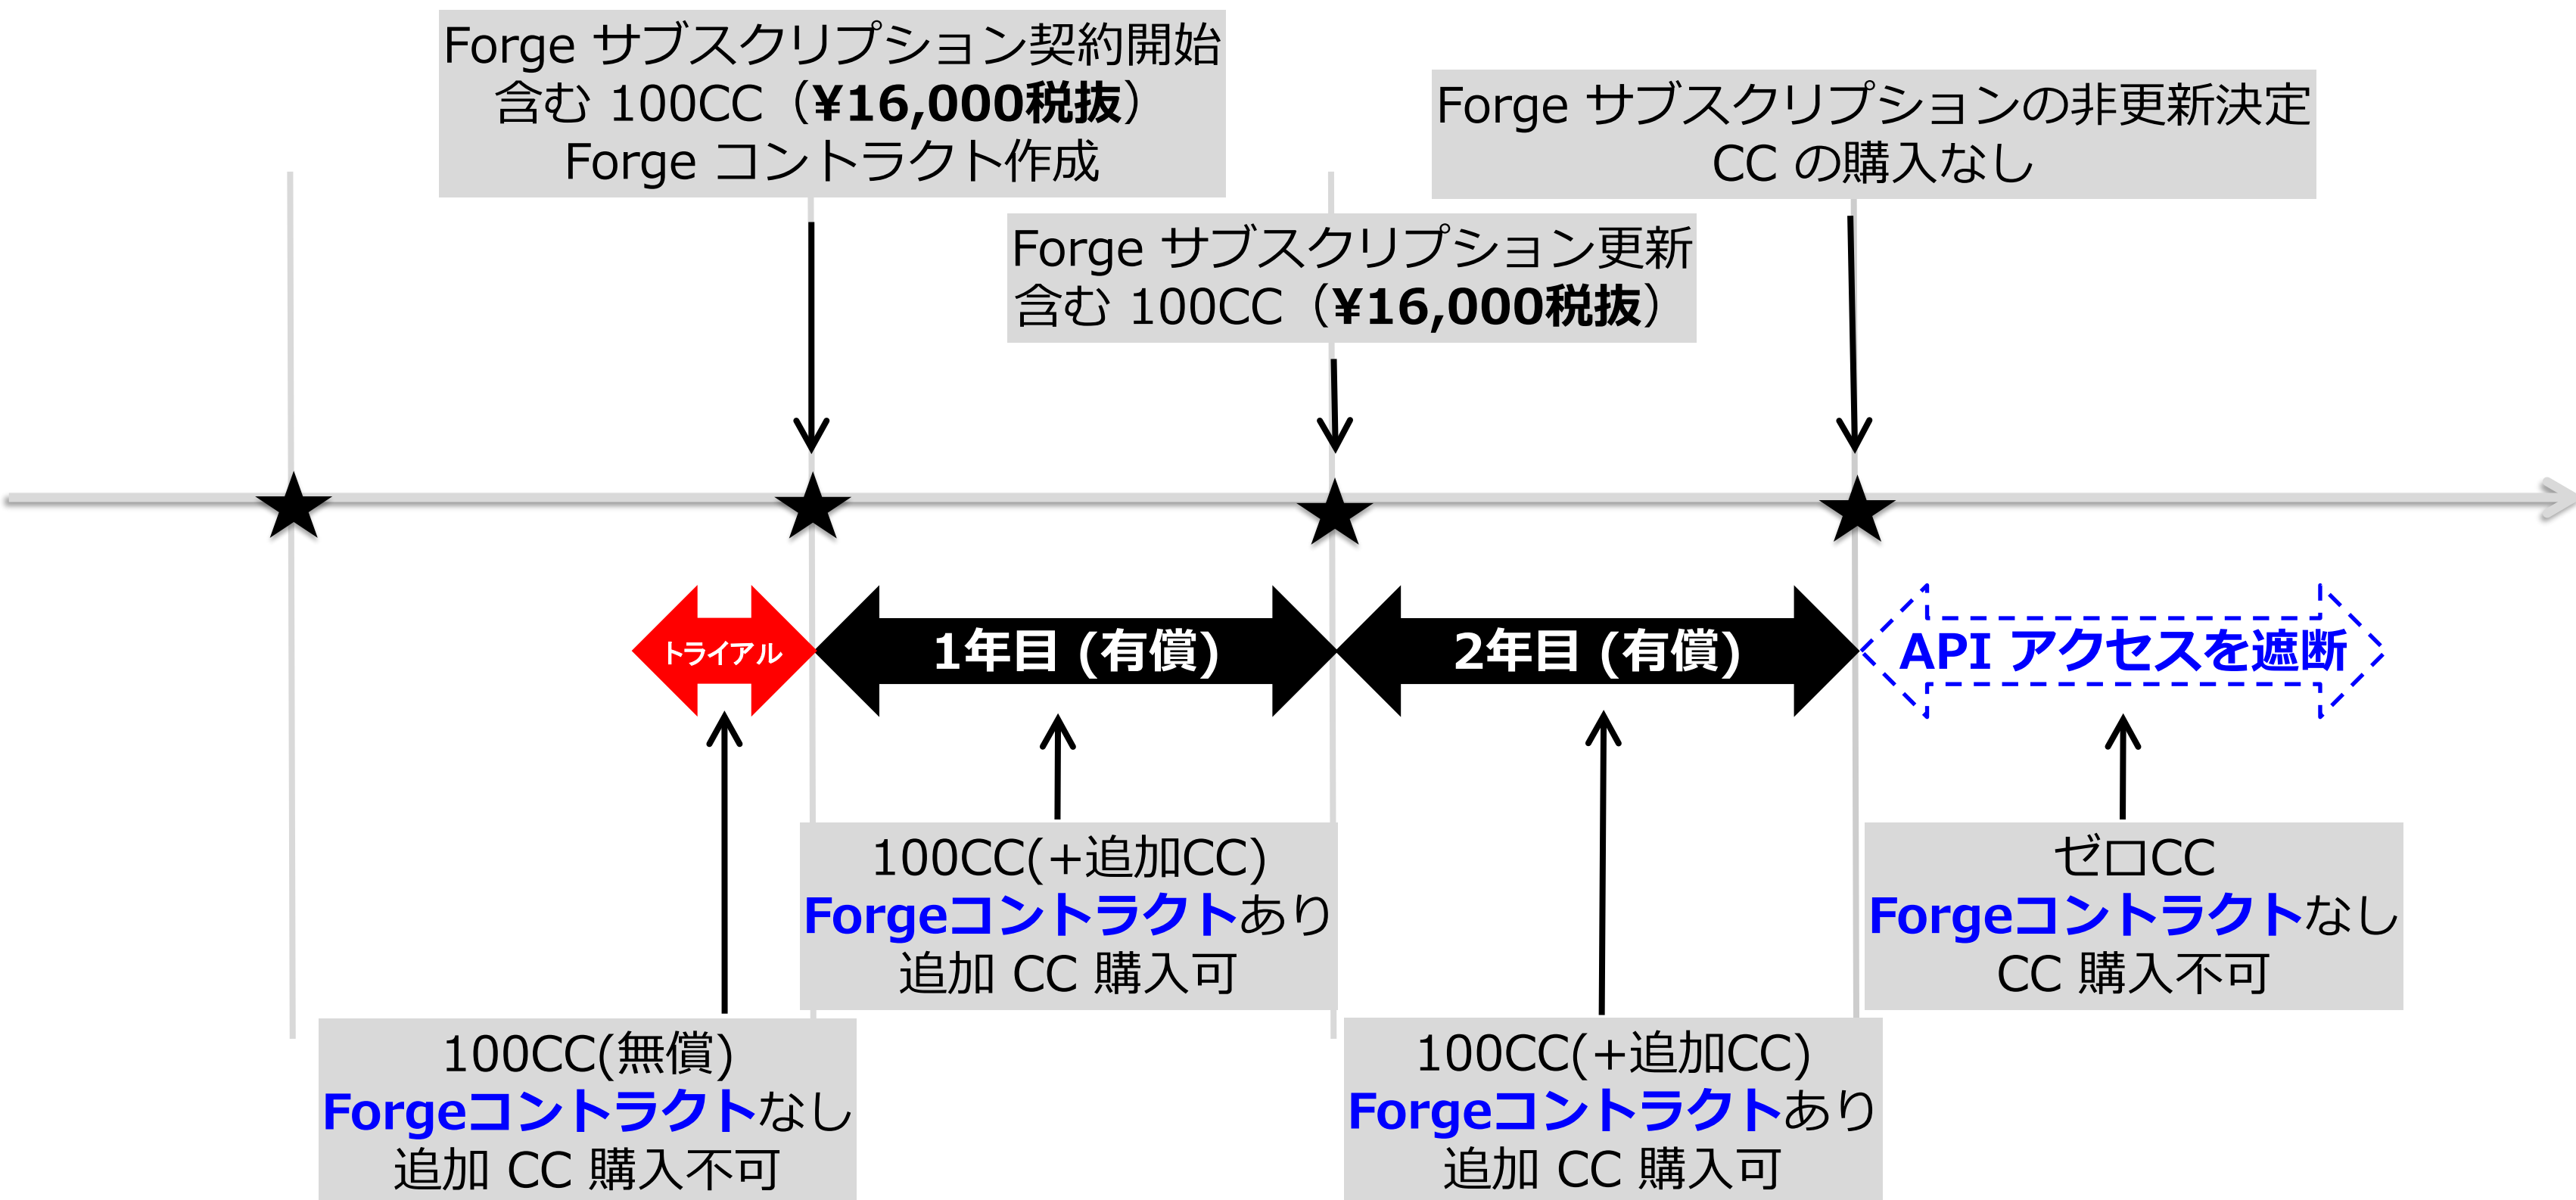 Forge サブスクリプション契約開始
含む 100CC（¥16,000税抜）
Forge コントラクト作成
Forge サブスクリプションの非更新決定
CC の購入なし
Forge サブスクリプション更新
含む 100CC（¥16,000税抜）
トライアル
1年目 (有償)
2年目 (有償)
API アクセスを遮断
100CC(+追加CC)
Forgeコントラクトあり
追加 CC 購入可
ゼロCC
Forgeコントラクトなし
CC 購入不可
100CC(無償)
Forgeコントラクトなし
追加 CC 購入不可
100CC(+追加CC)
Forgeコントラクトあり
追加 CC 購入可